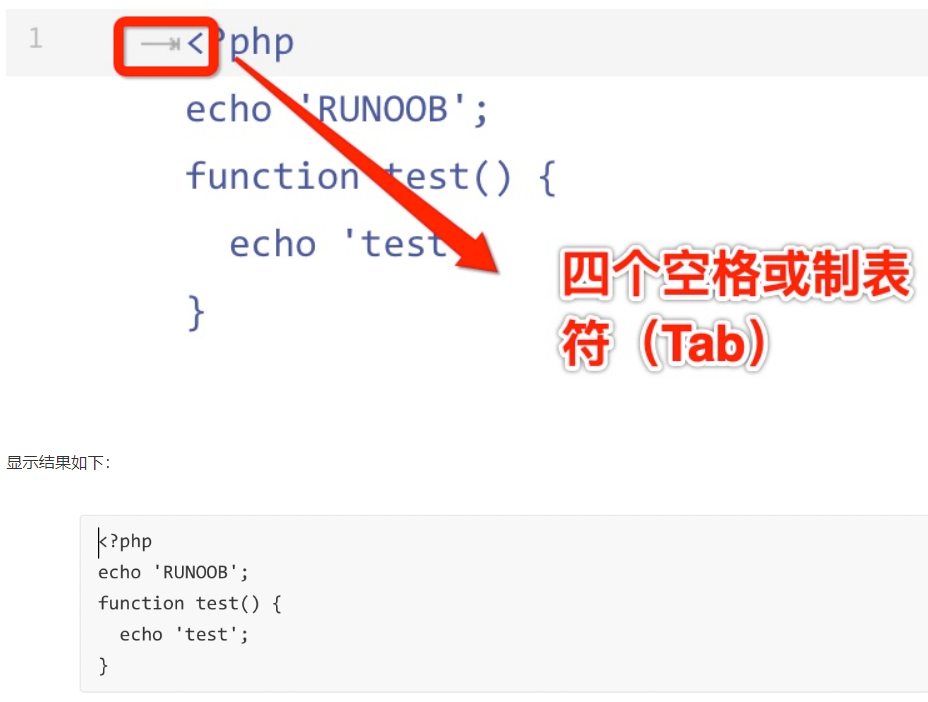 1 <?php
echo 'RUNOOB';
function test() {
echo 'test
}
四个空格或制表
符（Tab）
显示结果如下：
<?php
echo 'RUNOOB';
function test() {
  echo 'test';
}